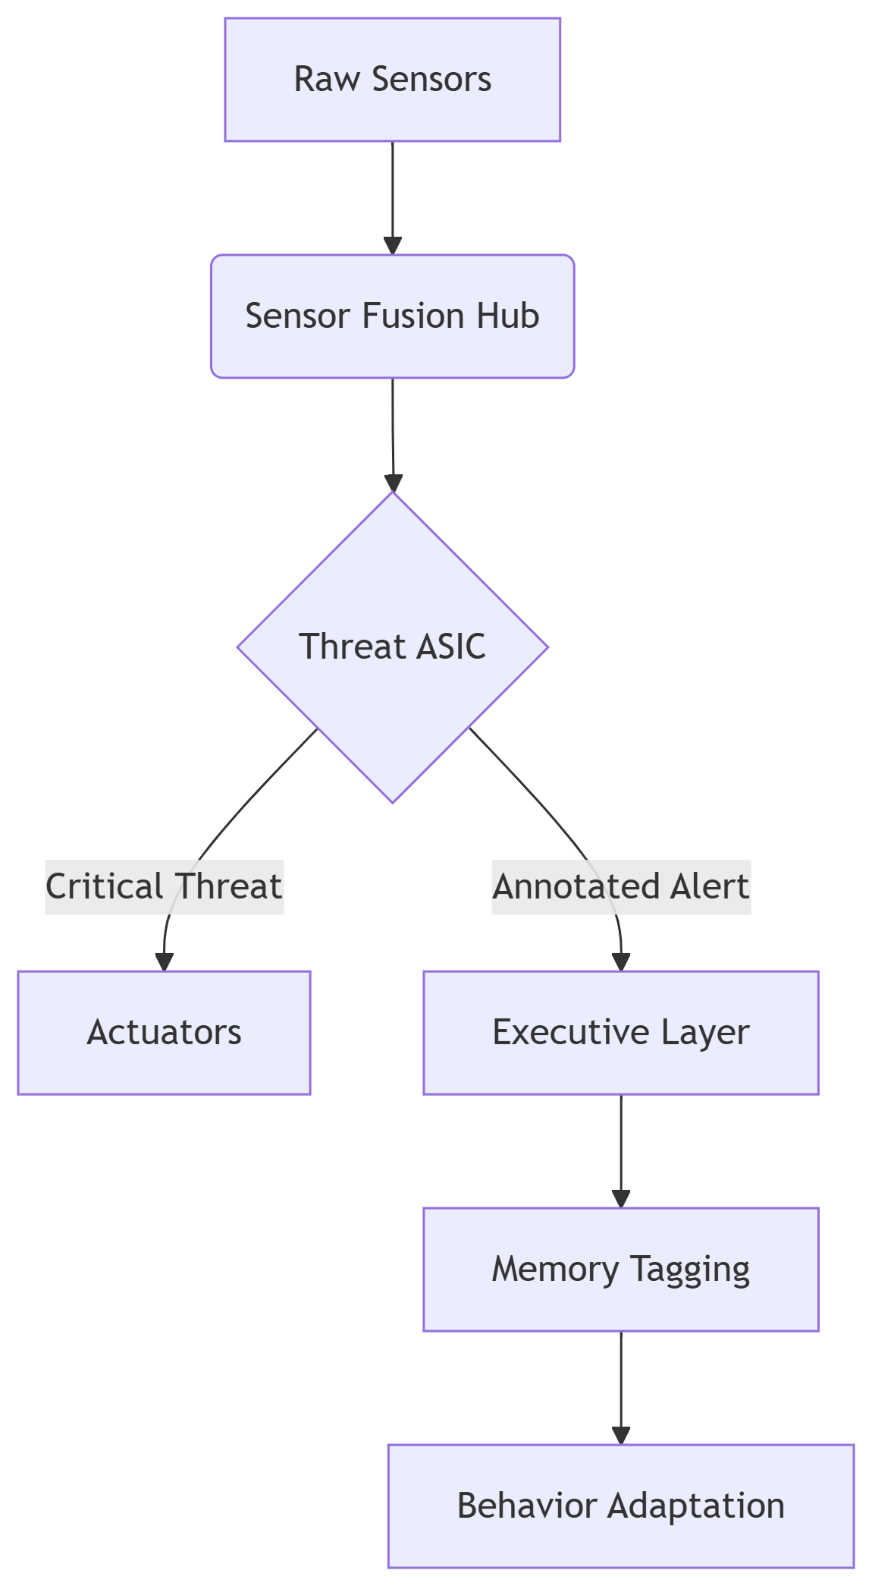 Raw Sensors
Sensor Fusion Hub
Threat ASIC
Critical Threat
Annotated Alert
Actuators
Executive Layer
Memory Tagging
Behavior Adaptation